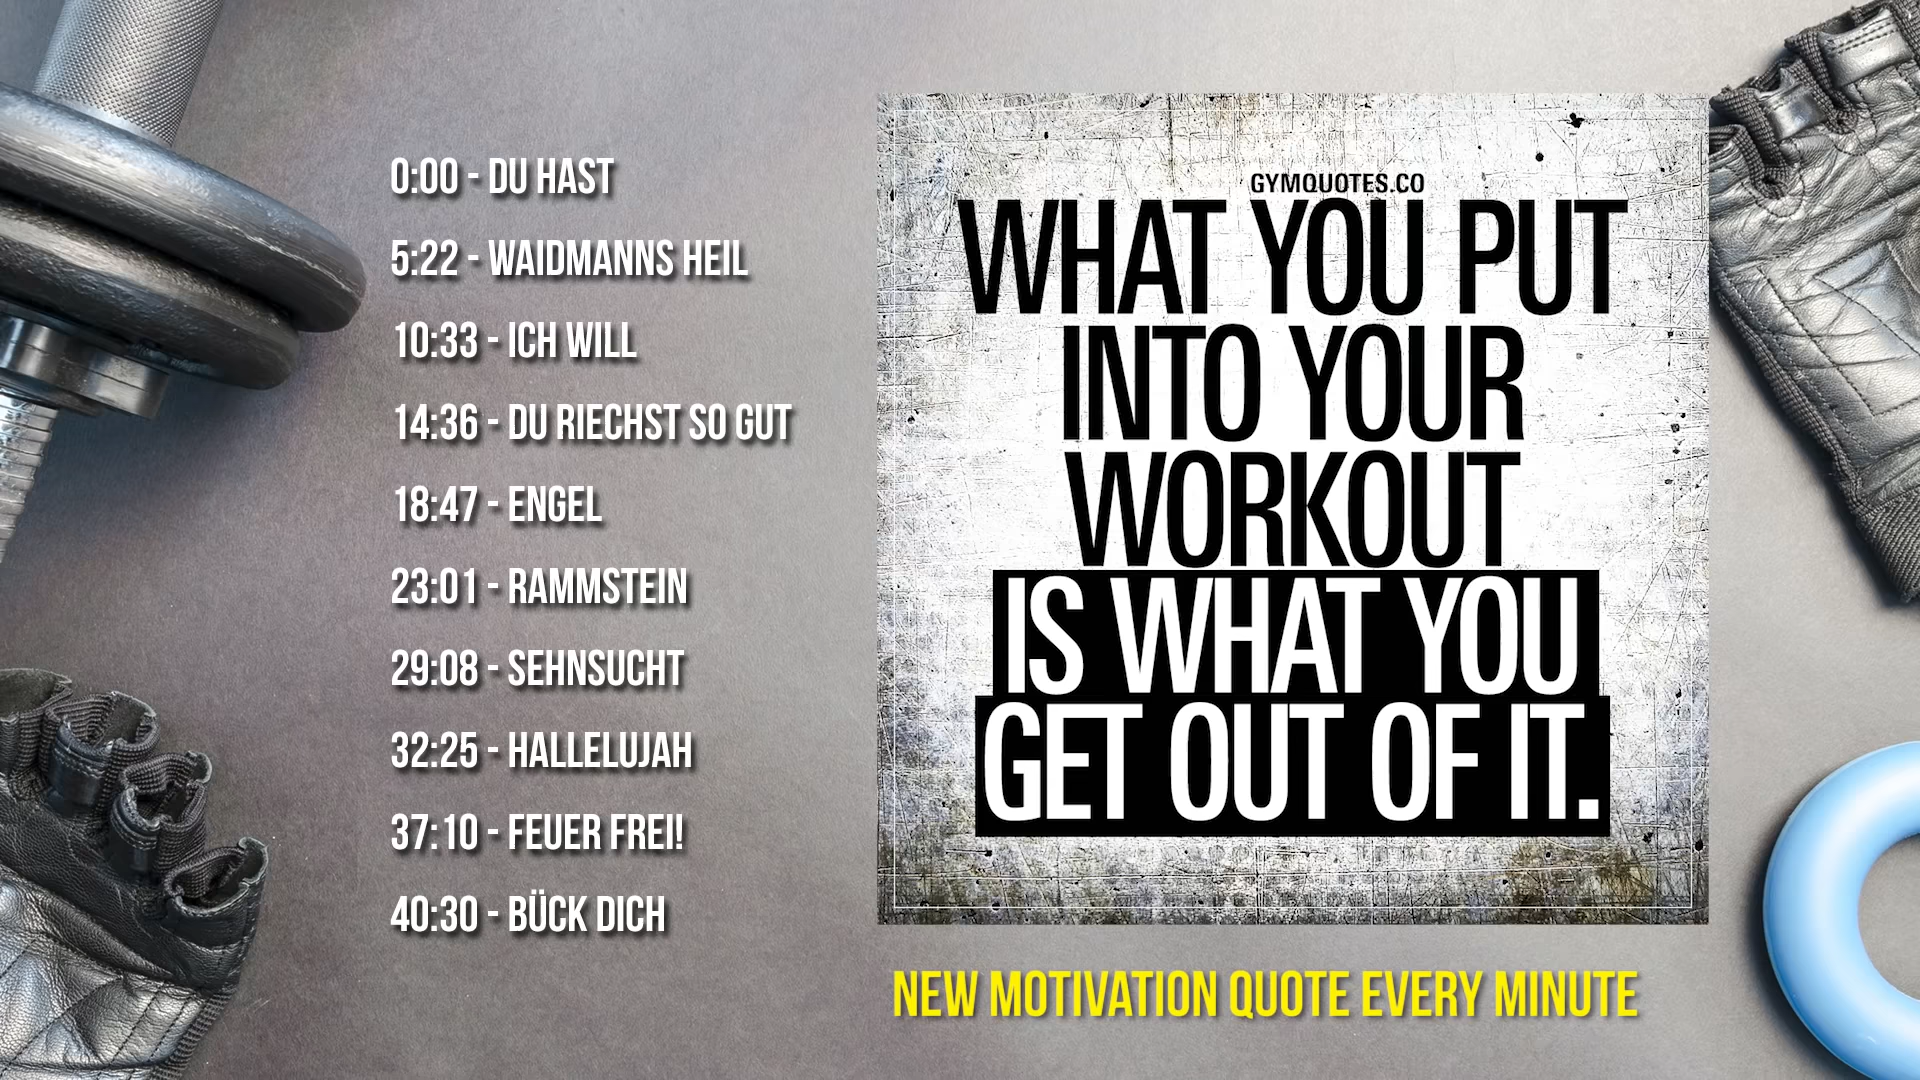 0:00 - DU HAST
5:22 - WAIDMANNS HEIL
10:33 - ICH WILL
14:36 - DU RIECHST SO GUT
18:47 - ENGEL
23:01 - RAMMSTEIN
29:08 - SEHNSUCHT
32:25 - HALLELUJAH
37:10 - FEUER FREI!
40:30 - BÜCK DICH
GYMQUOTES.CO
WHAT YOU PUT
INTO YOUR
WORKOUT
IS WHAT YOU
GET OUT OF IT.
NEW MOTIVATION QUOTE EVERY MINUTE